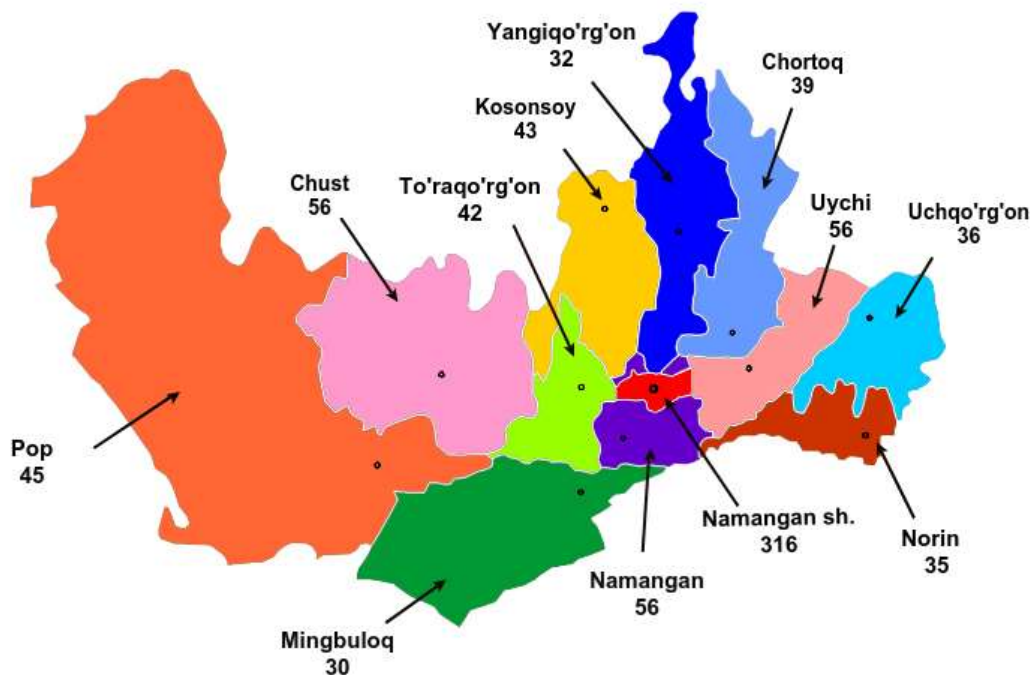 Yangiqo'rg'on
32
Chortoq
39
Kosonsoy
43
Chust
56
To'raqo'rg'on
42
Uychi
56
Uchqo'rg'on
36
Pop
45
Namangan sh.
316
Norin
35
Namangan
56
Mingbuloq
30